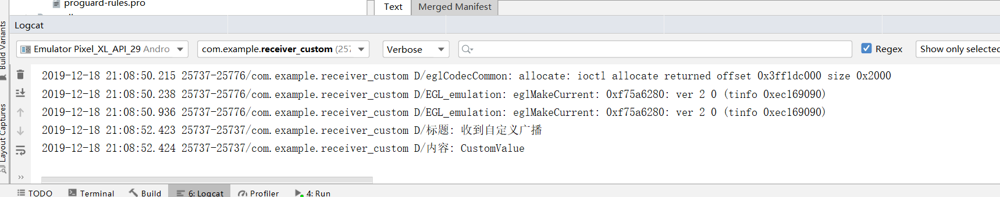 proguard-rules.pro
Text Merged Manifest
Logcat
Emulator Pixel_XL_API_29 Andro com.example.receiver_custom (257 Verbose Regex Show only selected
2019-12-18 21:08:50.215 25737-25776/com.example.receiver_custom D/eglCodecCommon: allocate: ioctl allocate returned offset 0x3ff1dc000 size 0x2000
2019-12-18 21:08:50.238 25737-25776/com.example.receiver_custom D/EGL_emulation: eglMakeCurrent: 0xf75a6280: ver 2 0 (tinfo 0xec169090)
2019-12-18 21:08:50.936 25737-25776/com.example.receiver_custom D/EGL_emulation: eglMakeCurrent: 0xf75a6280: ver 2 0 (tinfo 0xec169090)
2019-12-18 21:08:52.423 25737-25737/com.example.receiver_custom D/标题: 收到自定义广播
2019-12-18 21:08:52.424 25737-25737/com.example.receiver_custom D/内容: CustomValue
Build Variants
Layout Captures
TODO Terminal Build 6: Logcat Profiler 4: Run